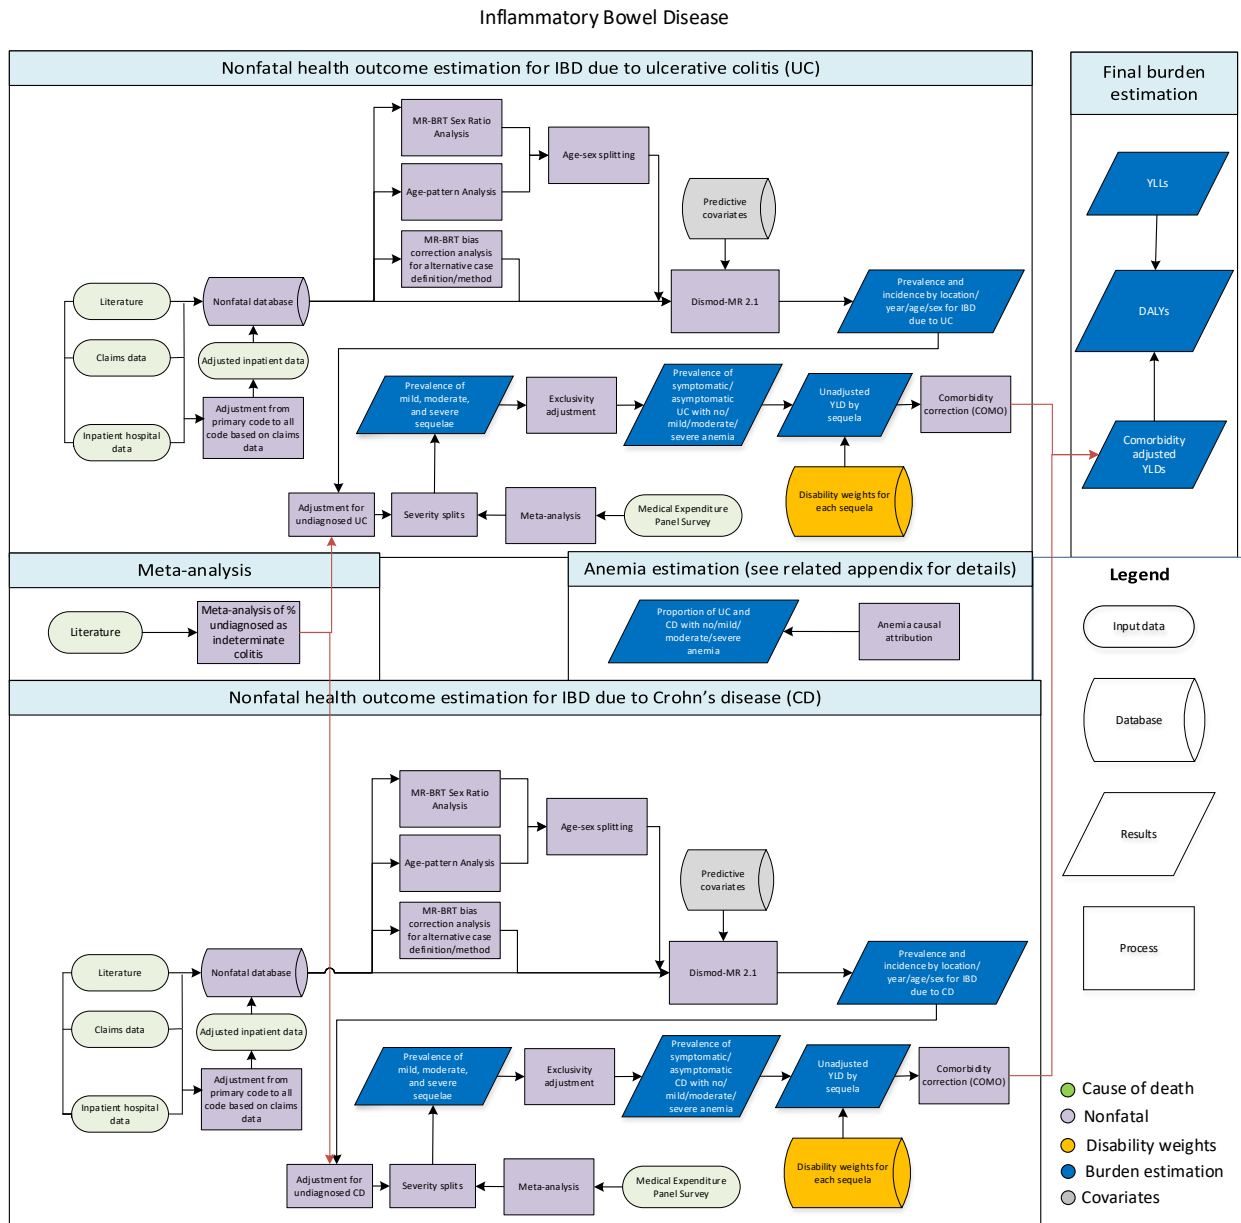 Inflammatory Bowel Disease
Nonfatal health outcome estimation for IBD due to ulcerative colitis (UC)
MR-BRT Sex Ratio
Analysis
Age-sex splitting
Age-pattern Analysis
Predictive
covariates
MR-BRT bias
correction analysis
for alternative case
definition/method
Literature
Nonfatal database
Dismod-MR 2.1
Prevalence and
incidence by location/
year/age/sex for IBD
due to UC
Claims data
Adjusted inpatient data
Inpatient hospital
data
Adjustment from
primary code to all
code based on claims
data
Prevalence of
mild, moderate,
and severe
sequelae
Exclusivity
adjustment
Prevalence of
symptomatic/
asymptomatic
UC with no/
mild/moderate/
severe anemia
Unadjusted
YLD by
sequela
Comorbidity
correction (COMO)
Adjustment for
undiagnosed UC
Severity splits
Meta-analysis
Medical Expenditure
Panel Survey
Disability weights for
each sequela
Final burden
estimation
YLLs
DALYs
Comorbidity
adjusted
YLDs
Meta-analysis
Literature
Meta-analysis of %
undiagnosed as
indeterminate
colitis
Anemia estimation (see related appendix for details)
Proportion of UC and
CD with no/mild/
moderate/severe
anemia
Anemia causal
attribution
Nonfatal health outcome estimation for IBD due to Crohn’s disease (CD)
MR-BRT Sex Ratio
Analysis
Age-sex splitting
Age-pattern Analysis
Predictive
covariates
MR-BRT bias
correction analysis
for alternative case
definition/method
Literature
Nonfatal database
Dismod-MR 2.1
Prevalence and
incidence by location/
year/age/sex for IBD
due to CD
Claims data
Adjusted inpatient data
Inpatient hospital
data
Adjustment from
primary code to all
code based on claims
data
Prevalence of
mild, moderate,
and severe
sequelae
Exclusivity
adjustment
Prevalence of
symptomatic/
asymptomatic
CD with no/
mild/moderate/
severe anemia
Unadjusted
YLD by
sequela
Comorbidity
correction (COMO)
Adjustment for
undiagnosed CD
Severity splits
Meta-analysis
Medical Expenditure
Panel Survey
Disability weights for
each sequela
Legend
Input data
Database
Results
Process
Cause of death
Nonfatal
Disability weights
Burden estimation
Covariates